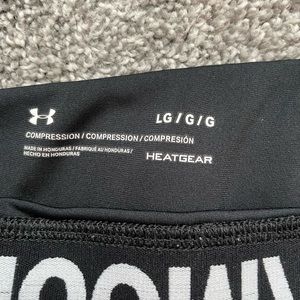 LG / G / G
COMPRESSION / COMPRESSION / COMPRESIÓN
MADE IN HONDURAS / FABRIQUÉ AU HONDURAS /
HECHO EN HONDURAS
HEATGEAR